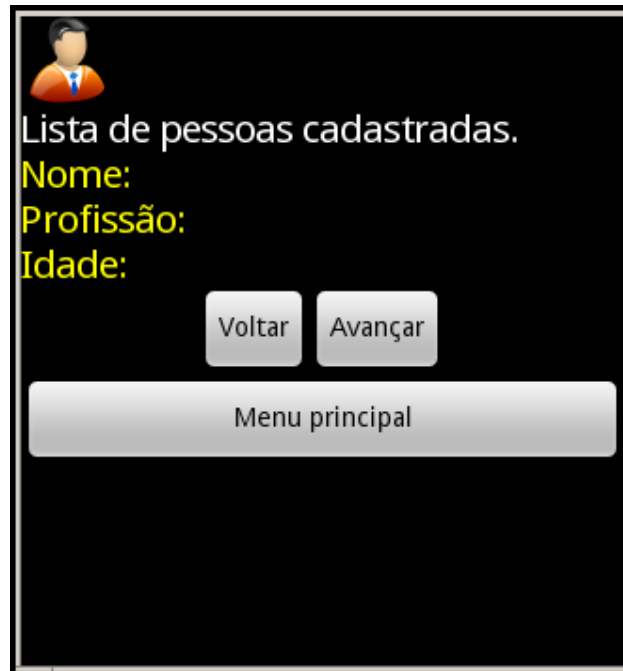 Lista de pessoas cadastradas.
Nome:
Profissão:
Idade:
Voltar Avançar
Menu principal